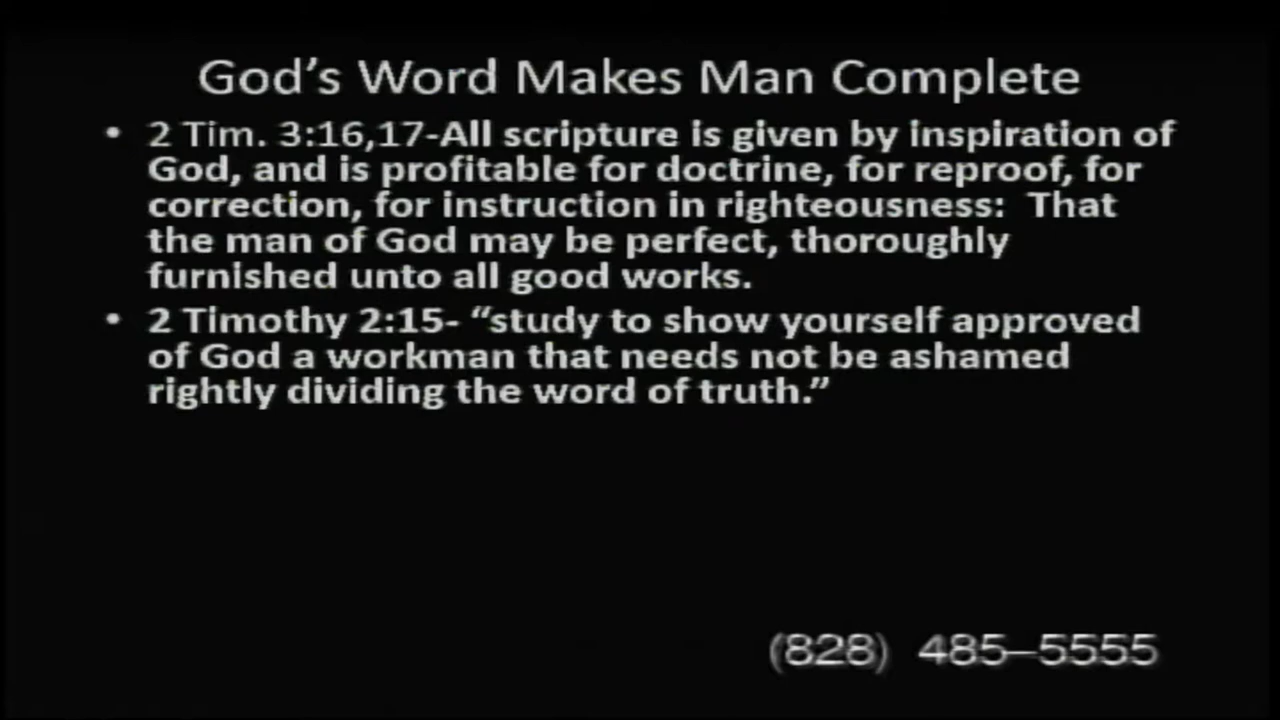 God's Word Makes Man Complete
• 2 Tim. 3:16,17-All scripture is given by inspiration of
God, and is profitable for doctrine, for reproof, for
correction, for instruction in righteousness:  That
the man of God may be perfect, thoroughly
furnished unto all good works.
• 2 Timothy 2:15- “study to show yourself approved
of God a workman that needs not be ashamed
rightly dividing the word of truth.”
(828) 485–5555